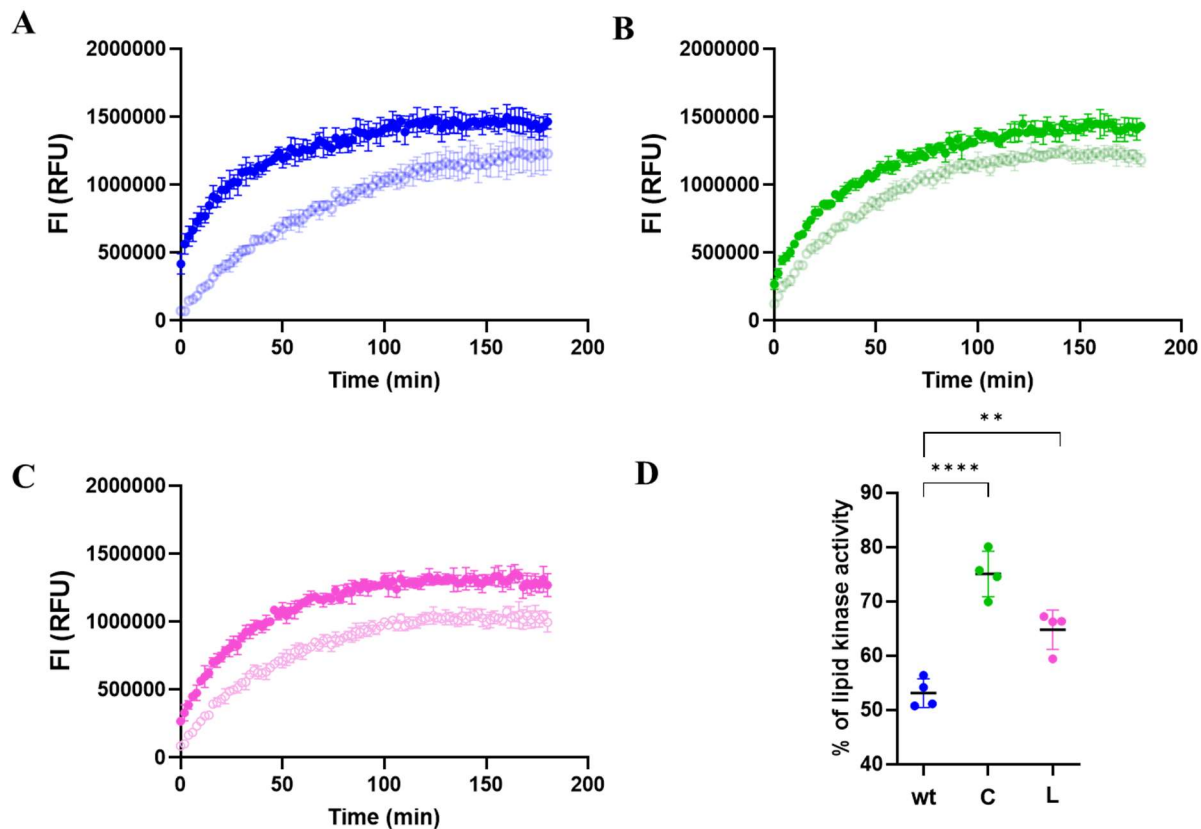 A
2000000
1500000
1000000
500000
0
FI (RFU)
0 50 100 150 200
Time (min)
B
2000000
1500000
1000000
500000
0
FI (RFU)
0 50 100 150 200
Time (min)
C
2000000
1500000
1000000
500000
0
FI (RFU)
0 50 100 150 200
Time (min)
D
**
****
90
80
70
60
50
40
% of lipid kinase activity
wt C L